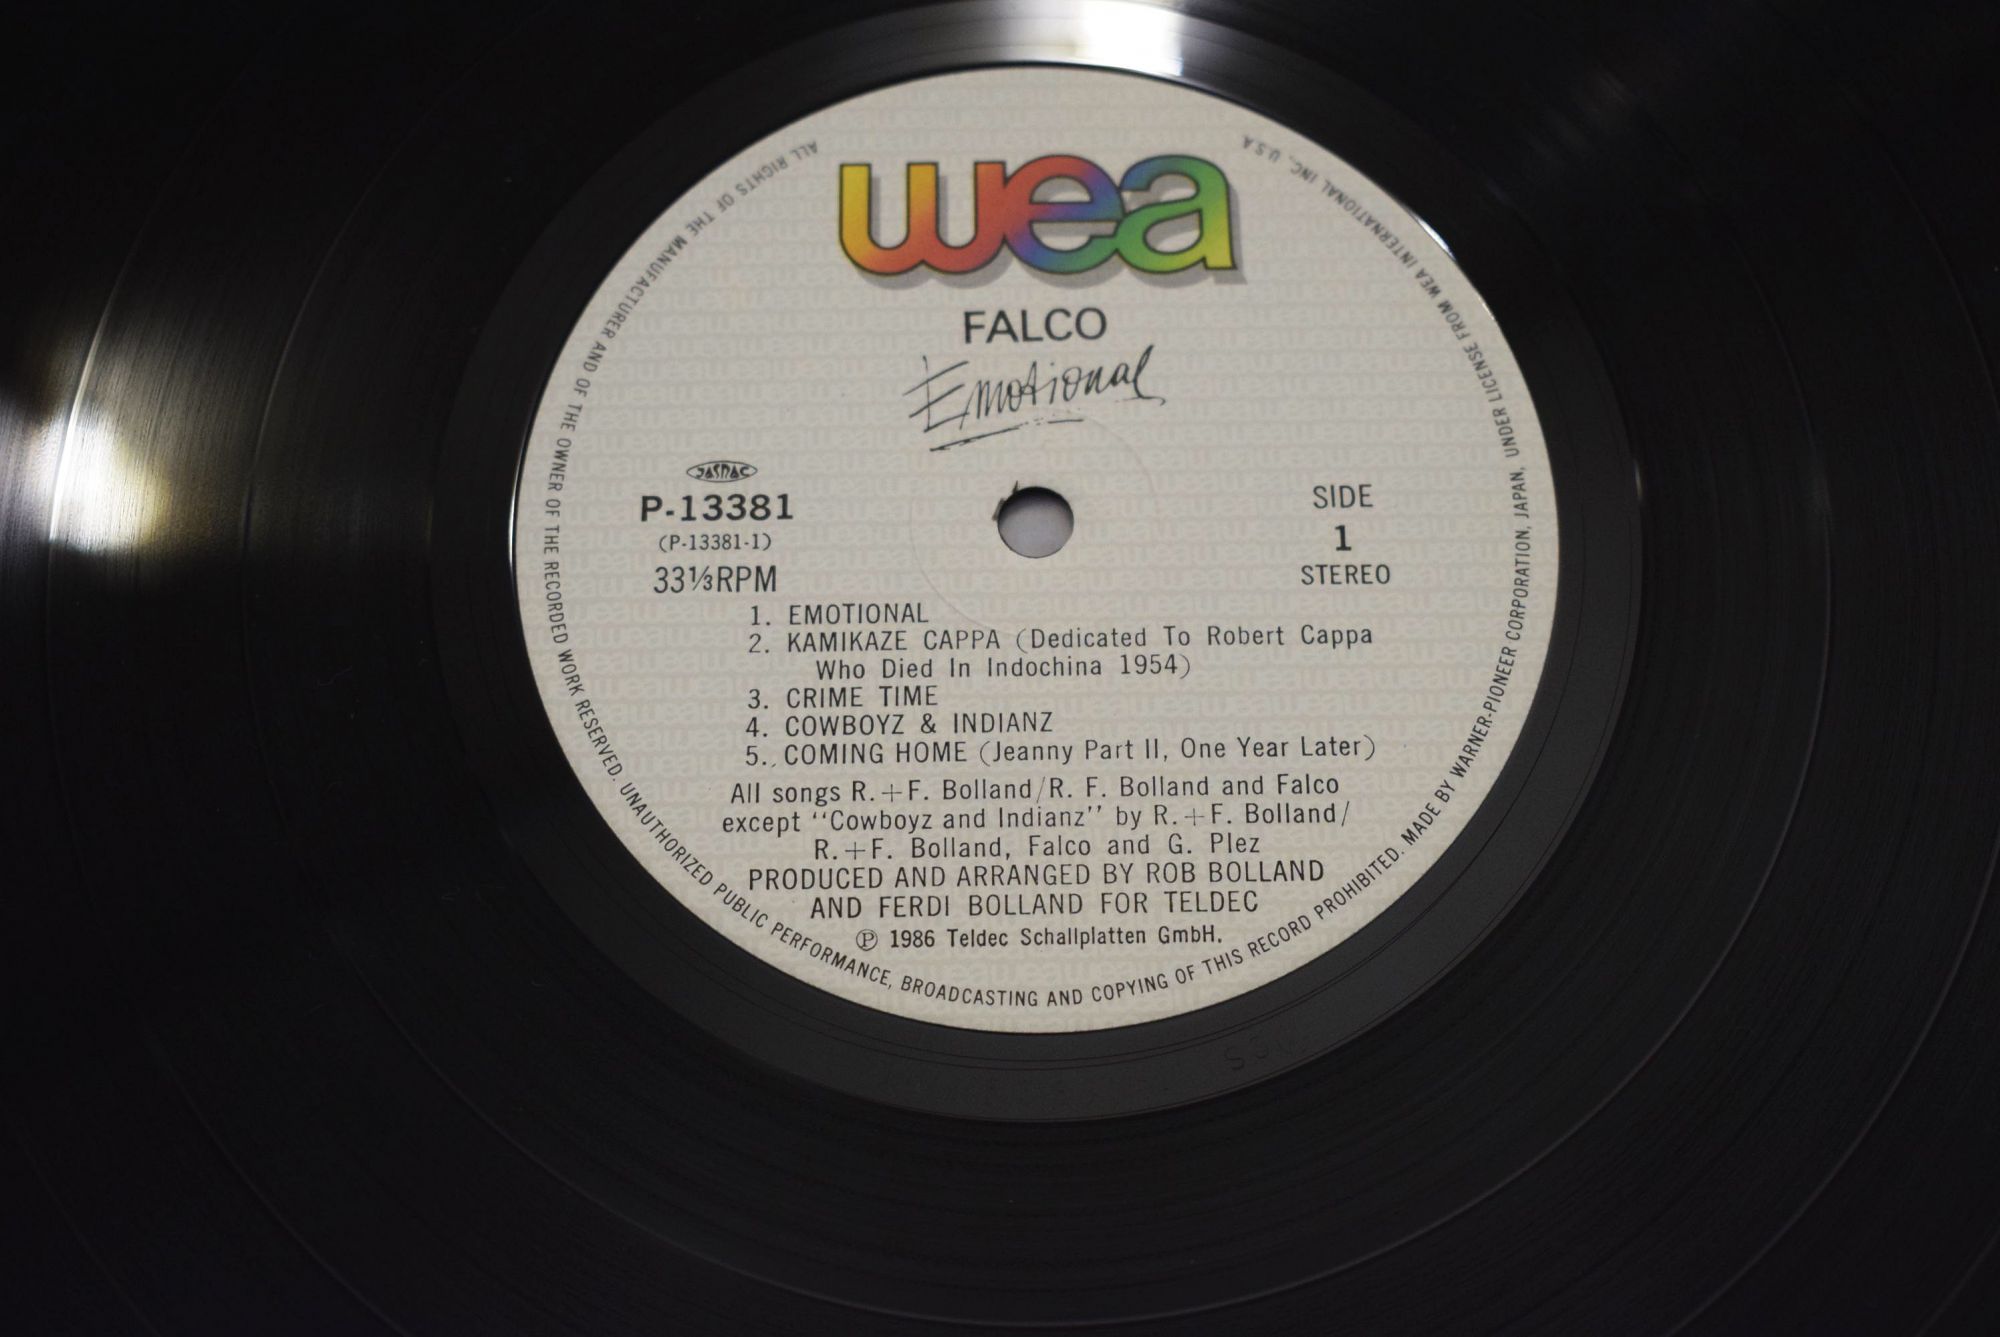 wea
FALCO
Emotional
JASRAC
P-13381
(P-13381-1)
33⅓RPM
SIDE
1
STEREO
1. EMOTIONAL
2. KAMIKAZE CAPPA (Dedicated To Robert Cappa
Who Died In Indochina 1954)
3. CRIME TIME
4. COWBOYZ & INDIANZ
5. COMING HOME (Jeanny Part II, One Year Later)
All songs R.+F. Bolland/R. F. Bolland and Falco
except "Cowboyz and Indianz" by R.+F. Bolland/
R.+F. Bolland, Falco and G. Plez
PRODUCED AND ARRANGED BY ROB BOLLAND
AND FERDI BOLLAND FOR TELDEC
Ⓟ 1986 Teldec Schallplatten GmbH.
ALL RIGHTS OF THE MANUFACTURER AND OF THE OWNER OF THE RECORDED WORK RESERVED. UNAUTHORIZED PUBLIC PERFORMANCE, BROADCASTING AND COPYING OF THIS RECORD PROHIBITED. MADE BY WARNER-PIONEER CORPORATION, JAPAN, UNDER LICENSE FROM WEA INTERNATIONAL INC., U.S.A.